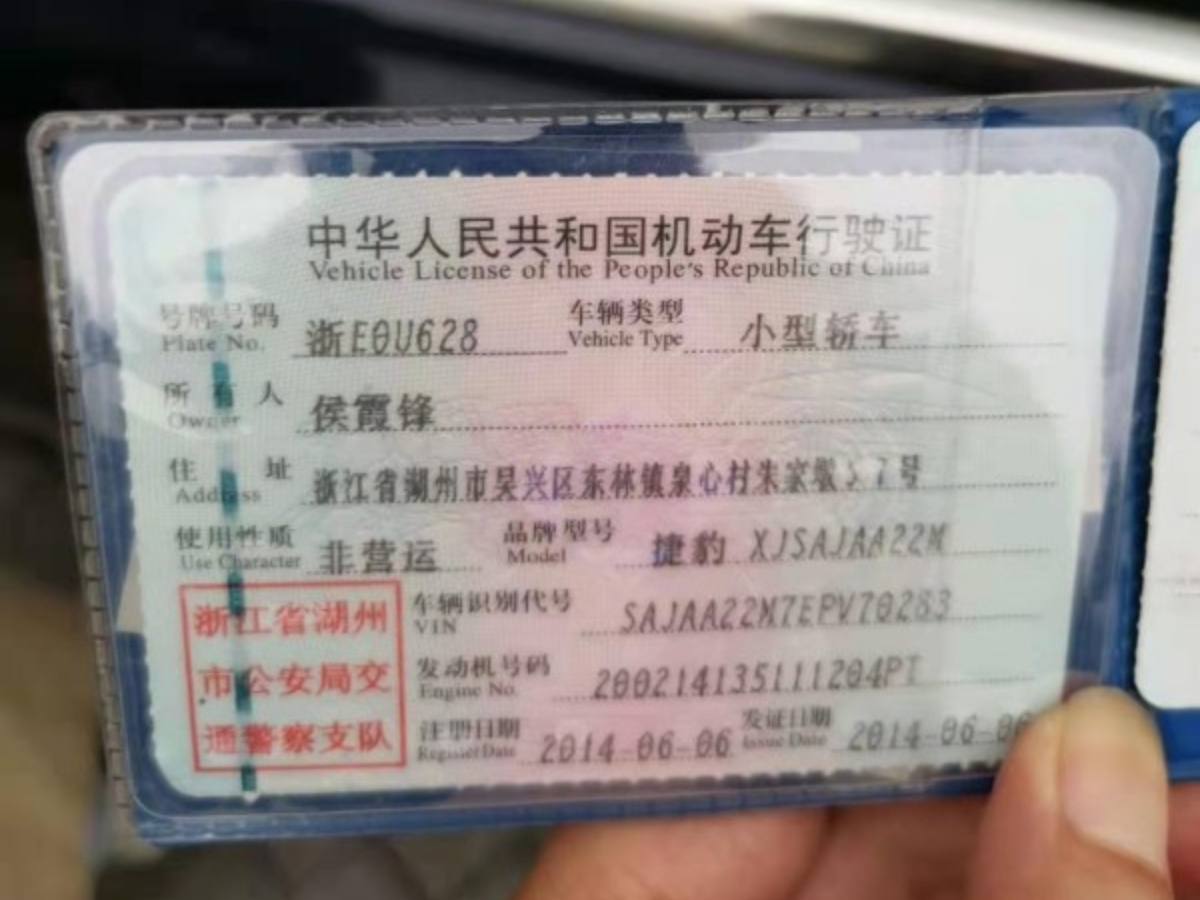 中华人民共和国机动车行驶证
Vehicle License of the People's Republic of China
号牌号码 浙E0U628 车辆类型 小型轿车
Plate No. Vehicle Type
所有人 侯霞锋
Owner
住址 浙江省湖州市吴兴区东林镇泉心村朱家 7号
Address
使用性质 非营运 品牌型号 捷豹 XJSAJAA22M
Use Character Model
浙江省湖州
市公安局交
通警察支队
车辆识别代号 SAJAA22M7EPV70283
VIN
发动机号码 200214135111204PT
Engine No.
注册日期 2014-06-06 发证日期 2014-06-06
Register Date Issue Date